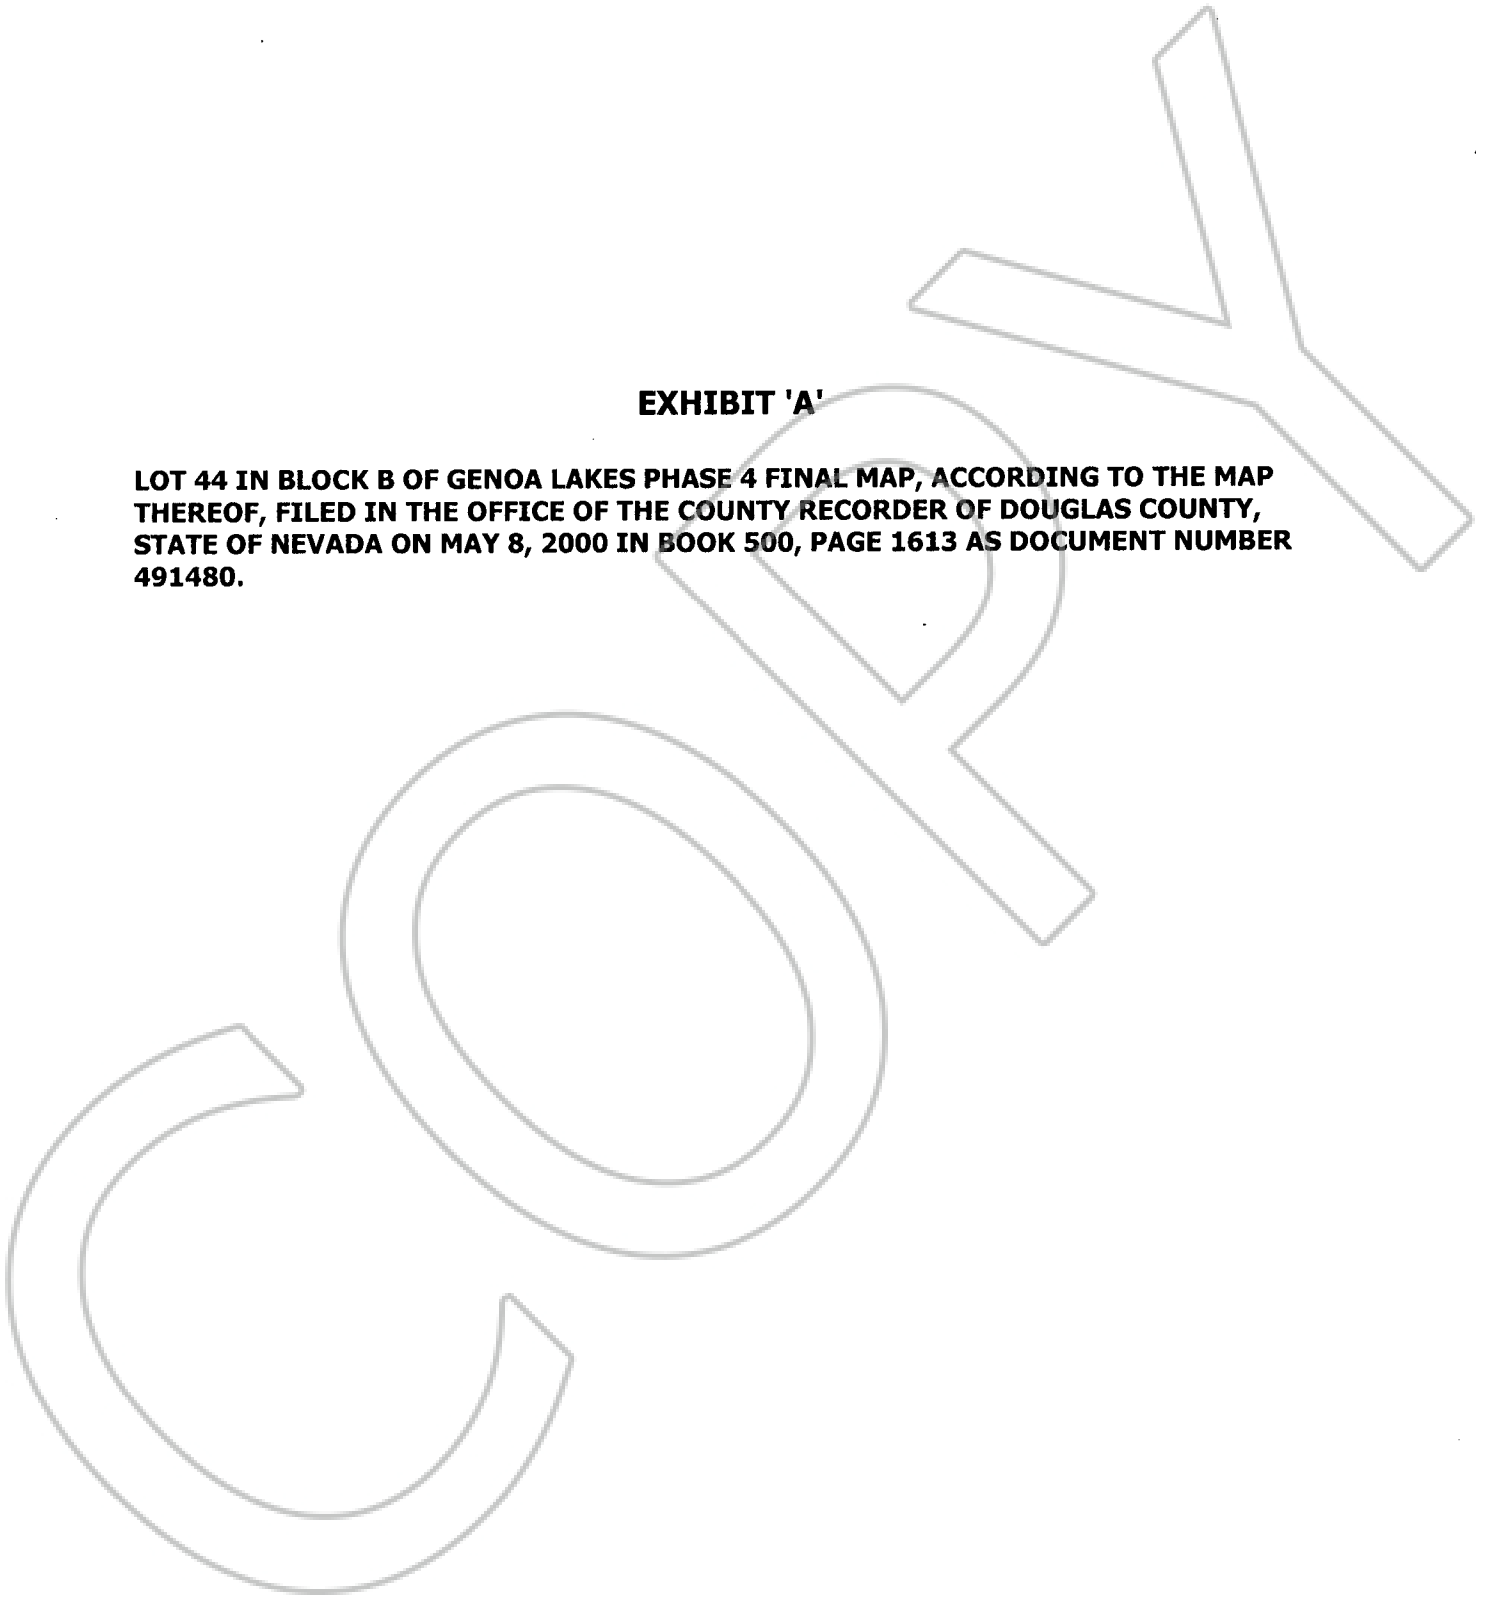 EXHIBIT 'A'
LOT 44 IN BLOCK B OF GENOA LAKES PHASE 4 FINAL MAP, ACCORDING TO THE MAP
THEREOF, FILED IN THE OFFICE OF THE COUNTY RECORDER OF DOUGLAS COUNTY,
STATE OF NEVADA ON MAY 8, 2000 IN BOOK 500, PAGE 1613 AS DOCUMENT NUMBER
491480.
COPY